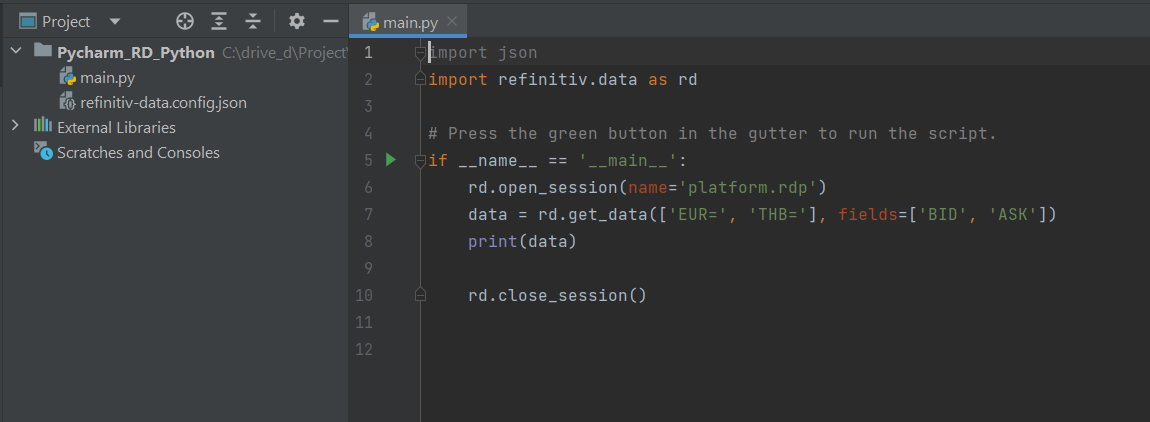 Project
main.py
Pycharm_RD_Python C:\drive_d\Project\
main.py
refinitiv-data.config.json
External Libraries
Scratches and Consoles
1 import json
2 import refinitiv.data as rd
3
4 # Press the green button in the gutter to run the script.
5 if __name__ == '__main__':
6 rd.open_session(name='platform.rdp')
7 data = rd.get_data(['EUR=', 'THB='], fields=['BID', 'ASK'])
8 print(data)
9
10 rd.close_session()
11
12